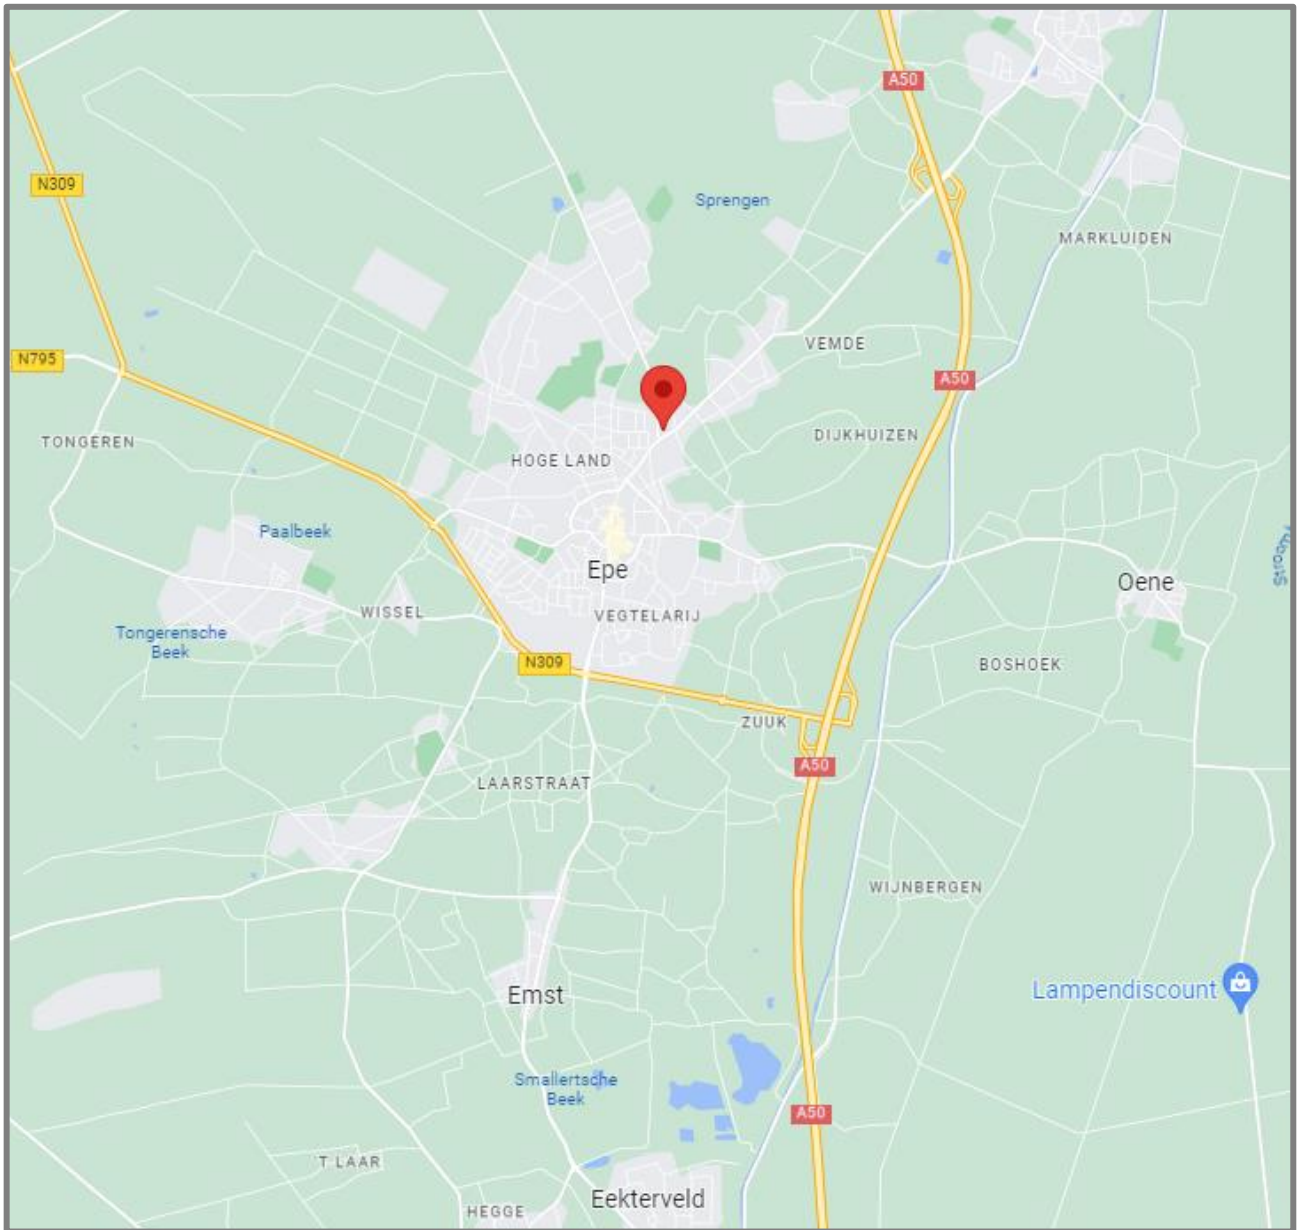 A50
N309
Sprengen
MARKLUIDEN
VEMDE
N795
A50
TONGEREN
DIJKHUIZEN
HOGE LAND
Paalbeek
Stroom
Epe
Oene
WISSEL
VEGTELARIJ
Tongerensche
Beek
N309
BOSHOEK
ZUUK
A50
LAARSTRAAT
WIJNBERGEN
Lampendiscount
Emst
Smallertsche
Beek
A50
'T LAAR
Eekterveld
HEGGE